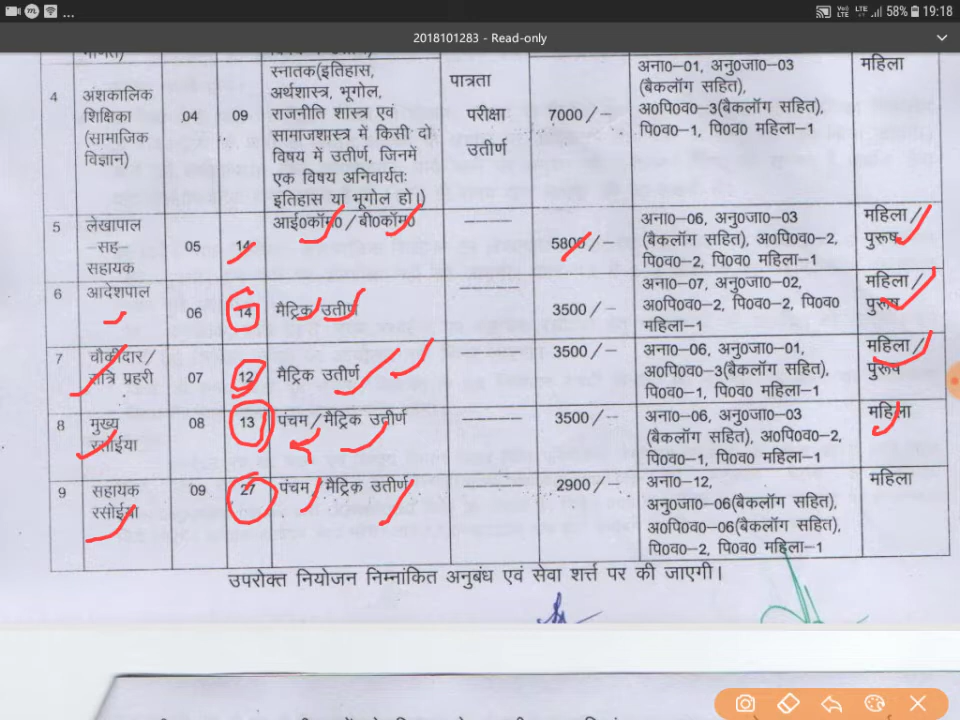 ... 58% 19:18
2018101283 - Read-only
4 अंशकालिक शिक्षिका (सामाजिक विज्ञान) 04 09 स्नातक(इतिहास, अर्थशास्त्र, भूगोल, राजनीति शास्त्र एवं सामाजशास्त्र में किसी दो विषय में उतीर्ण, जिनमें एक विषय अनिवार्यतः इतिहास या भूगोल हो।) पात्रता परीक्षा उतीर्ण 7000/- अना0-01, अनु0जा0-03 (बैकलॉग सहित), अ0पि0व0-3(बैकलॉग सहित), पि0व0-1, पि0व0 महिला-1 महिला
5 लेखापाल सह सहायक 05 14 आई0कॉम0/बी0कॉम0 5800/ अना0-06, अनु0जा0-03 (बैकलॉग सहित), अ0पि0व0-2, पि0व0-2, पि0व0 महिला-1 महिला/ पुरूष
6 आदेशपाल 06 14 मैट्रिक उतीर्ण 3500/- अना0-07, अनु0जा0-02, अ0पि0व0-2, पि0व0-2, पि0व0 महिला-1 महिला/ पुरूष
7 चौकीदार/ रात्रि प्रहरी 07 12 मैट्रिक उतीर्ण 3500/- अना0-06, अनु0जा0-01, अ0पि0व0-3(बैकलॉग सहित), पि0व0-1, पि0व0 महिला-1 महिला/ पुरूष
8 मुख्य रसोईया 08 13 पंचम/मैट्रिक उतीर्ण 3500/- अना0-06, अनु0जा0-03 (बैकलॉग सहित), अ0पि0व0-2, पि0व0-1, पि0व0 महिला-1 महिला
9 सहायक रसोईया 09 27 पंचम/मैट्रिक उतीर्ण 2900/- अना0-12, अनु0जा0-06(बैकलॉग सहित), अ0पि0व0-06(बैकलॉग सहित), पि0व0-2, पि0व0 महिला-1 महिला
उपरोक्त नियोजन निम्नांकित अनुबंध एवं सेवा शर्त्त पर की जाएगी।